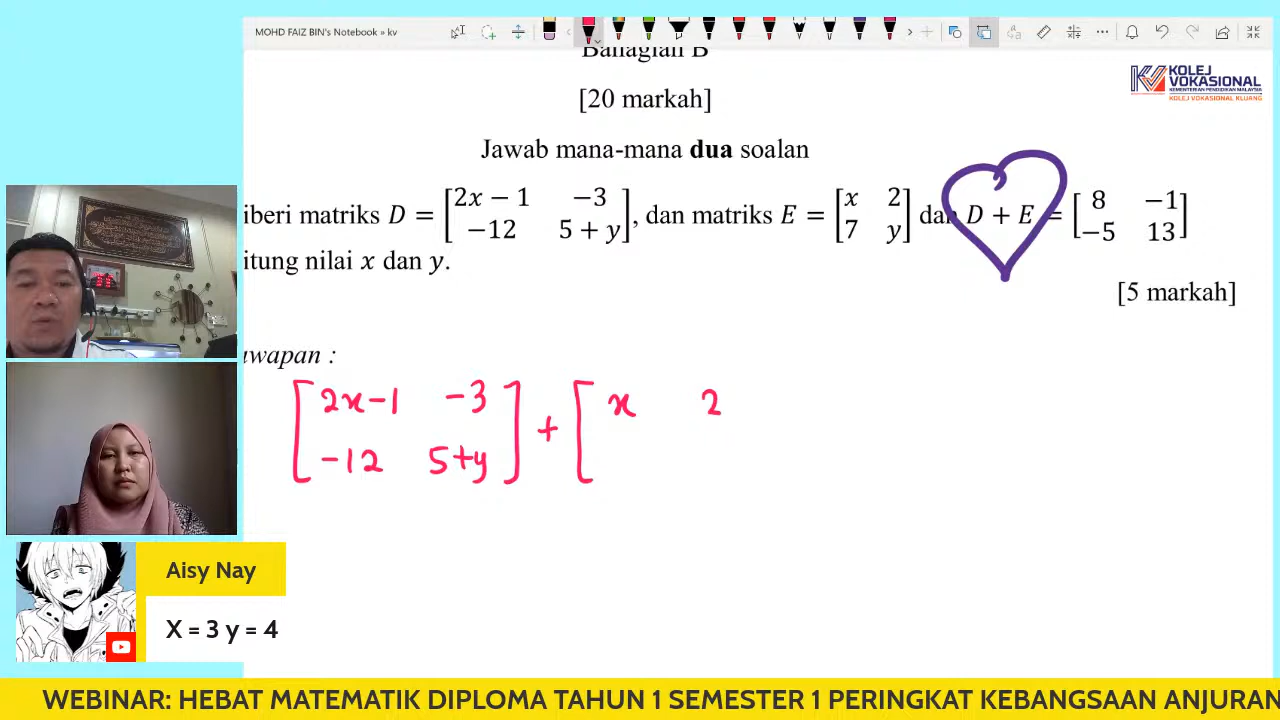 MOHD FAIZ BIN's Notebook » kv
Bahagian B
[20 markah]
KOLEJ
VOKASIONAL
KEMENTERIAN PENDIDIKAN MALAYSIA
KOLEJ VOKASIONAL KLUANG
Jawab mana-mana dua soalan
iberi matriks D = [2x − 1 −3
−12 5 + y], dan matriks E = [x 2
7 y] dan D + E = [8 −1
−5 13]
itung nilai x dan y.
[5 markah]
awapan :
[2x-1 -3
-12 5+y] + [x 2
Aisy Nay
X = 3 y = 4
WEBINAR: HEBAT MATEMATIK DIPLOMA TAHUN 1 SEMESTER 1 PERINGKAT KEBANGSAAN ANJURAN